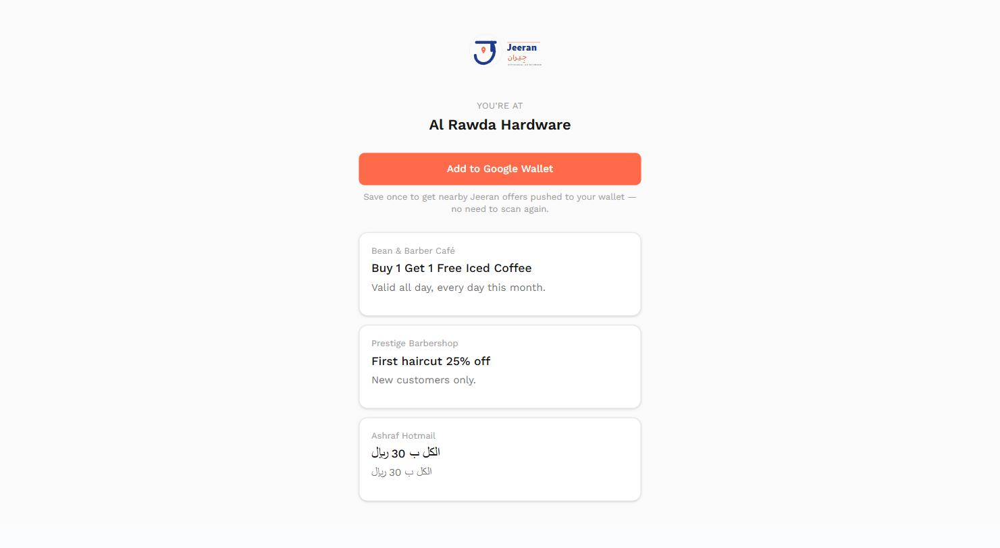 Jeeran
جيران
HYPERLOCAL AD NETWORK
YOU'RE AT
Al Rawda Hardware
Add to Google Wallet
Save once to get nearby Jeeran offers pushed to your wallet —
no need to scan again.
Bean & Barber Café
Buy 1 Get 1 Free Iced Coffee
Valid all day, every day this month.
Prestige Barbershop
First haircut 25% off
New customers only.
Ashraf Hotmail
الكل ب 30 ريال
الكل ب 30 ريال